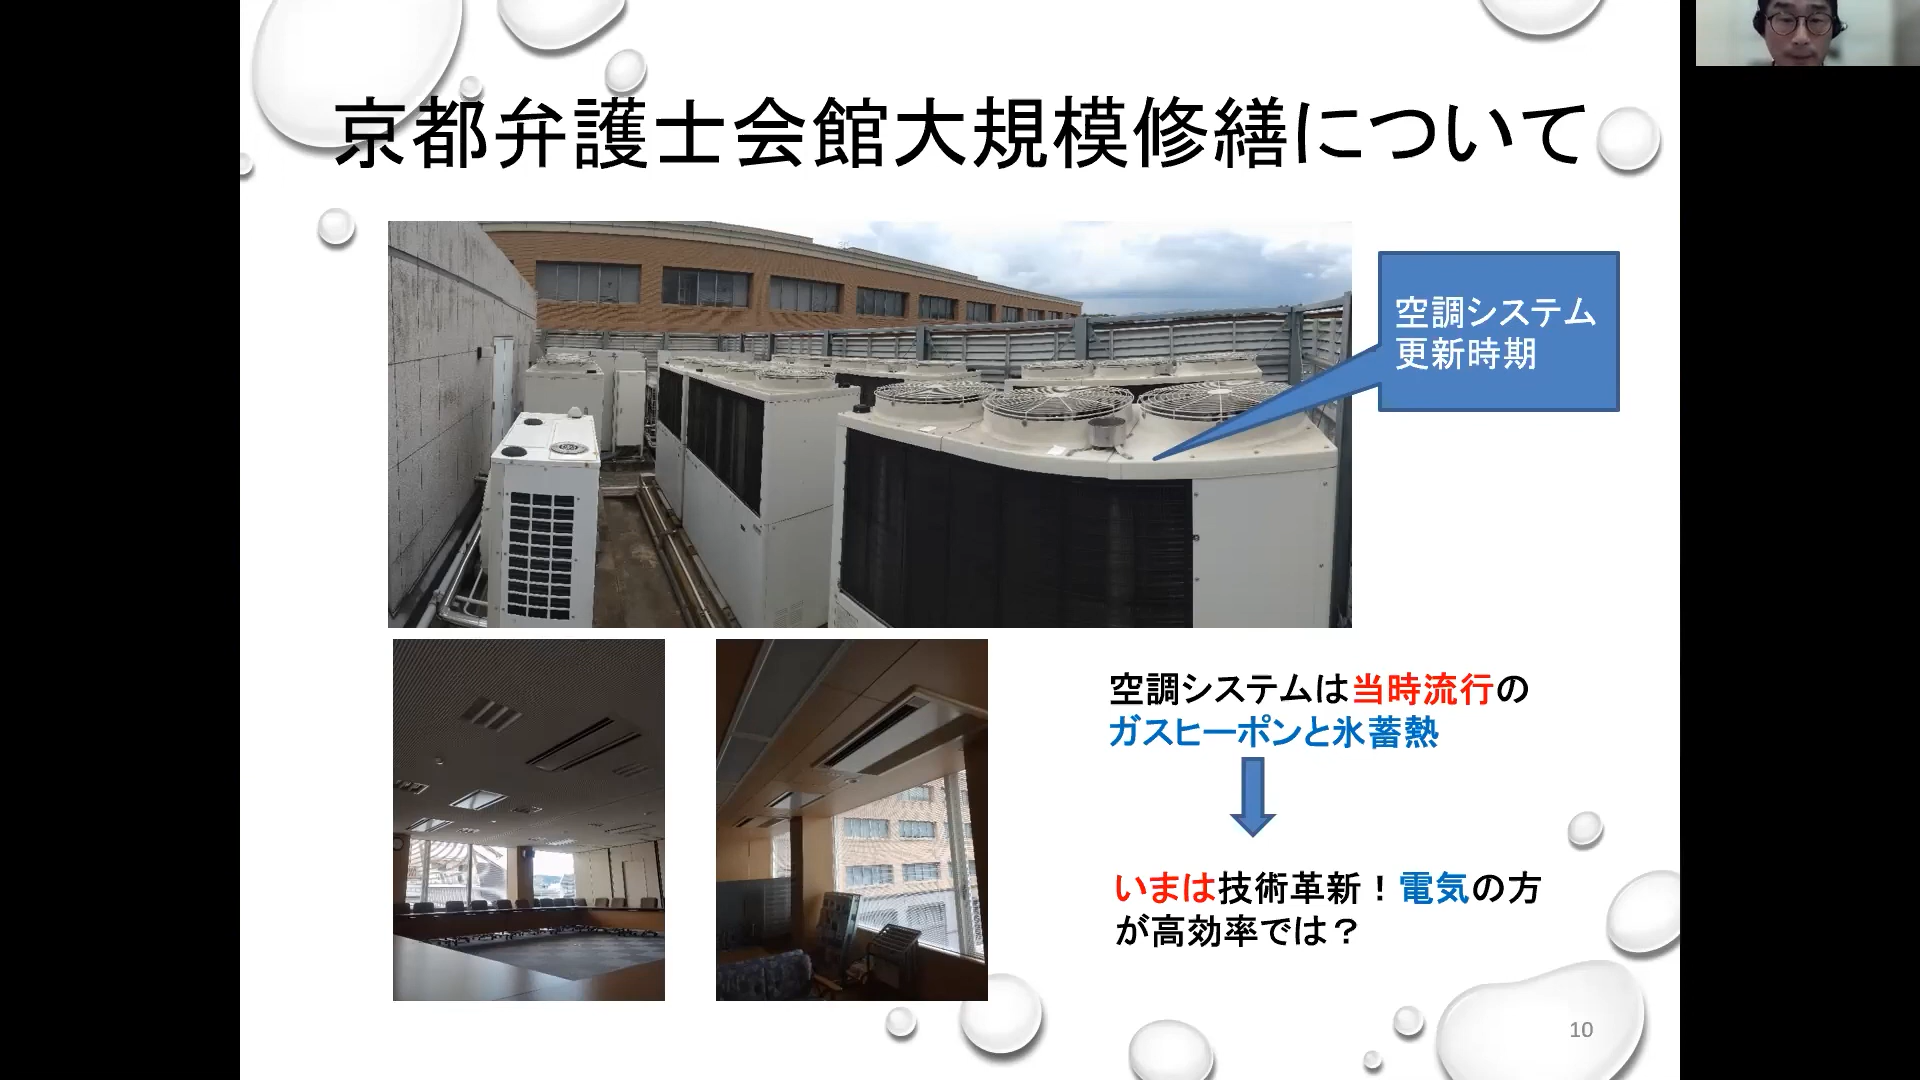 京都弁護士会館大規模修繕について
空調システム
更新時期
空調システムは当時流行の
ガスヒーポンと氷蓄熱
いまは技術革新！電気の方
が高効率では？
10